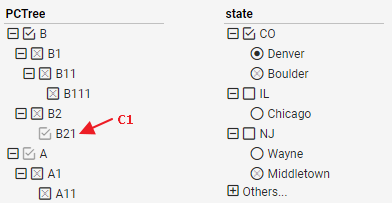 PCTree
B
B1
B11
B111
B2
B21
C1
A
A1
A11
state
CO
Denver
Boulder
IL
Chicago
NJ
Wayne
Middletown
Others...